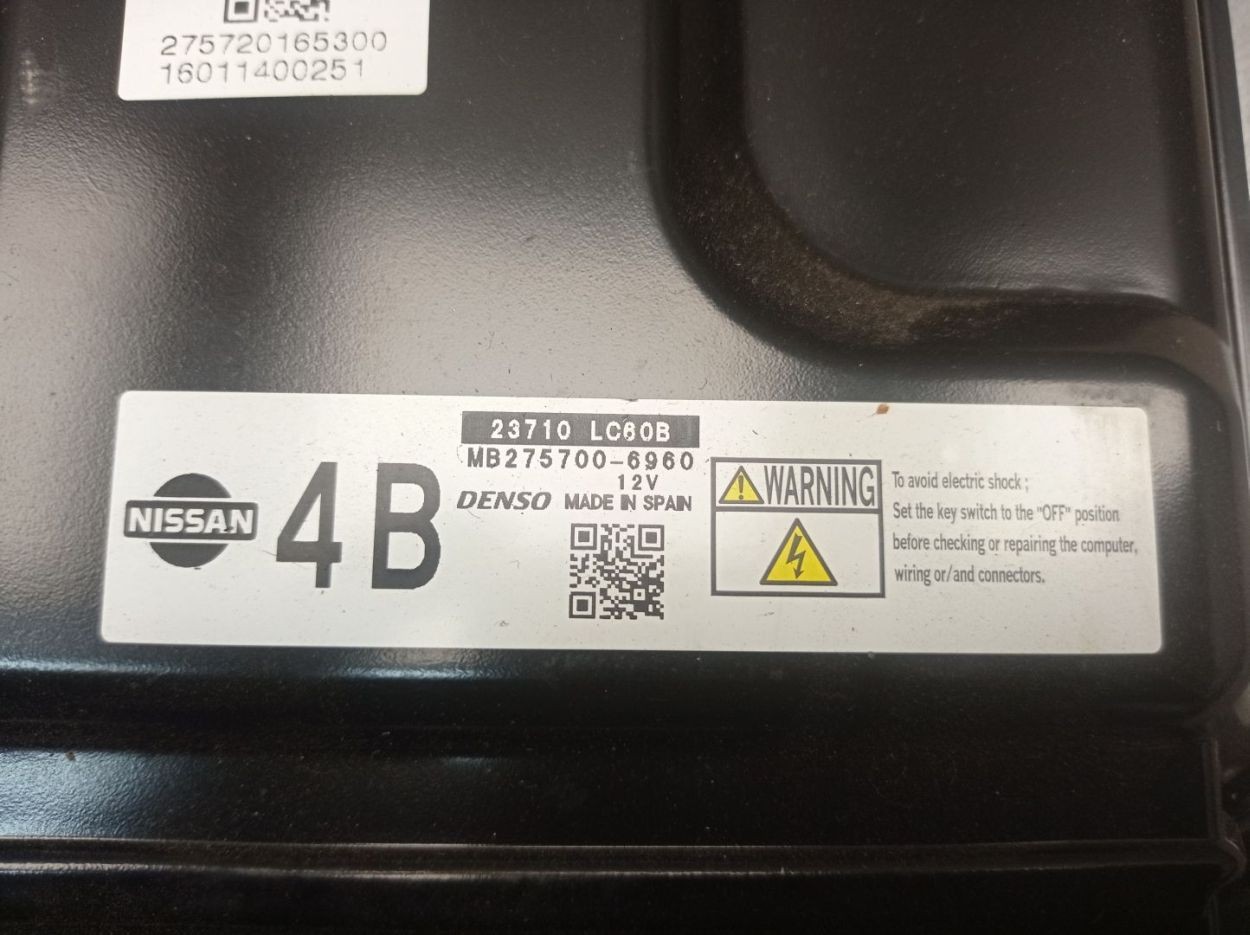 275720165300
16011400251
23710 LC60B
MB275700-6960
12V
DENSO MADE IN SPAIN
NISSAN
4B
WARNING
To avoid electric shock ;
Set the key switch to the "OFF" position
before checking or repairing the computer,
wiring or/and connectors.